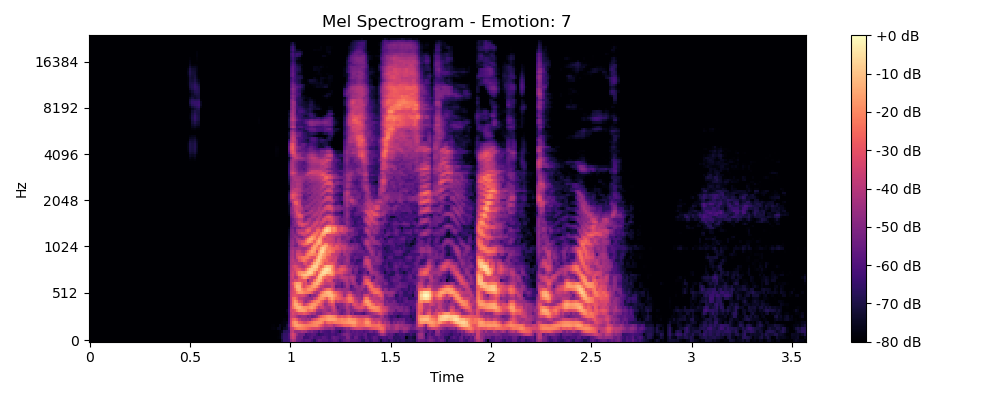 Mel Spectrogram - Emotion: 7
Hz
16384
8192
4096
2048
1024
512
0
0 0.5 1 1.5 2 2.5 3 3.5
Time
+0 dB
-10 dB
-20 dB
-30 dB
-40 dB
-50 dB
-60 dB
-70 dB
-80 dB